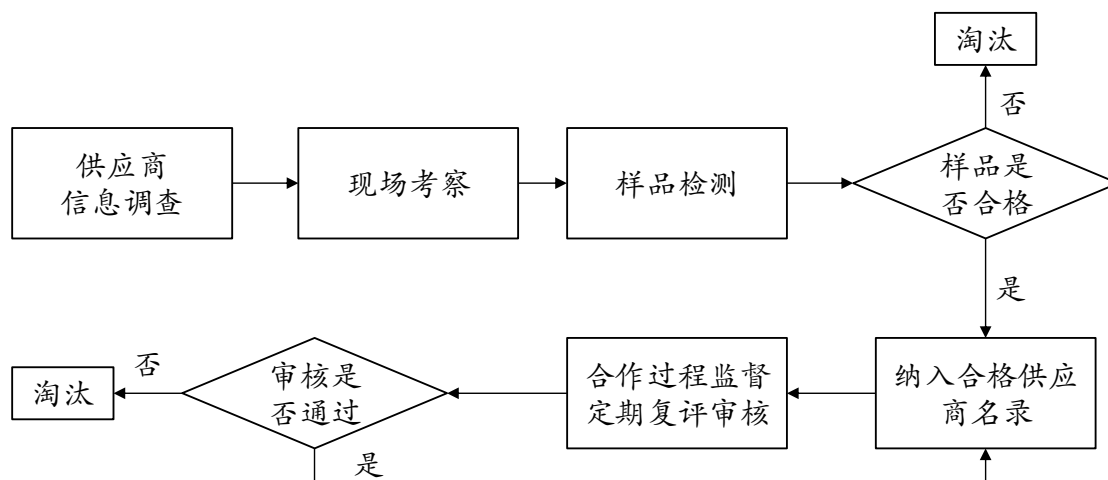 淘汰
否
供应商
信息调查
现场考察
样品检测
样品是
否合格
是
纳入合格供应
商名录
合作过程监督
定期复评审核
审核是
否通过
否
淘汰
是